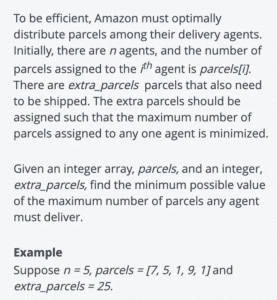 To be efficient, Amazon must optimally
distribute parcels among their delivery agents.
Initially, there are n agents, and the number of
parcels assigned to the ith agent is parcels[i].
There are extra_parcels parcels that also need
to be shipped. The extra parcels should be
assigned such that the maximum number of
parcels assigned to any one agent is minimized.
Given an integer array, parcels, and an integer,
extra_parcels, find the minimum possible value
of the maximum number of parcels any agent
must deliver.
Example
Suppose n = 5, parcels = [7, 5, 1, 9, 1] and
extra_parcels = 25.